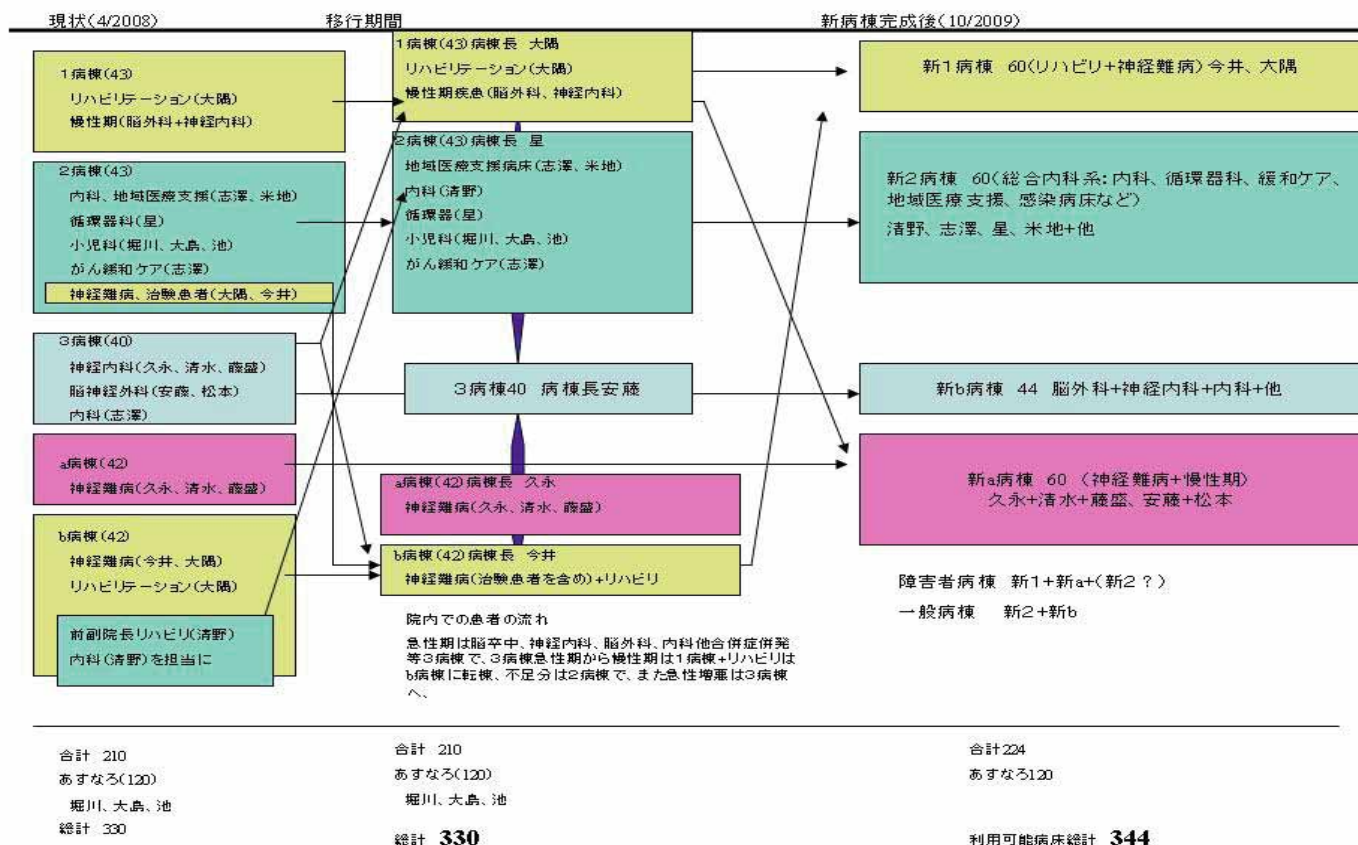 現状(4/2008)
移行期間
新病棟完成後(10/2009)
1病棟(43)
リハビリテーション(大隅)
慢性期(脳外科+神経内科)
2病棟(43)
内科、地域医療支援(志澤、米地)
循環器科(星)
小児科(堀川、大島、池)
がん緩和ケア(志澤)
神経難病、治験患者(大隅、今井)
3病棟(40)
神経内科(久永、清水、藤盛)
脳神経外科(安藤、松本)
内科(志澤)
a病棟(42)
神経難病(久永、清水、藤盛)
b病棟(42)
神経難病(今井、大隅)
リハビリテーション(大隅)
前副院長リハビリ(清野)
内科(清野)を担当に
1病棟(43)病棟長 大隅
リハビリテーション(大隅)
慢性期疾患(脳外科、神経内科)
2病棟(43)病棟長 星
地域医療支援病床(志澤、米地)
内科(清野)
循環器(星)
小児科(堀川、大島、池)
がん緩和ケア(志澤)
3病棟40 病棟長安藤
a病棟(42)病棟長 久永
神経難病(久永、清水、藤盛)
b病棟(42)病棟長 今井
神経難病(治験患者を含め)+リハビリ
院内での患者の流れ
急性期は脳卒中、神経内科、脳外科、内科他合併症併発
等3病棟で、3病棟急性期から慢性期は1病棟+リハビリは
b病棟に転棟、不足分は2病棟で、また急性増悪は3病棟
へ、
新1病棟 60(リハビリ+神経難病)今井、大隅
新2病棟 60(総合内科系:内科、循環器科、緩和ケア、
地域医療支援、感染病床など)
清野、志澤、星、米地+他
新b病棟 44 脳外科+神経内科+内科+他
新a病棟 60 (神経難病+慢性期)
久永+清水+藤盛、安藤+松本
障害者病棟 新1+新a+(新2?)
一般病棟 新2+新b
合計 210
あすなろ(120)
堀川、大島、池
総計 330
合計 210
あすなろ(120)
堀川、大島、池
総計 330
合計224
あすなろ120
利用可能病床総計 344